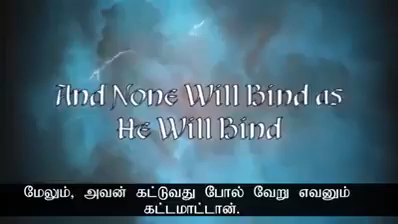 And None Will Bind as
He Will Bind
மேலும், அவன் கட்டுவது போல் வேறு எவனும்
கட்டமாட்டான்.